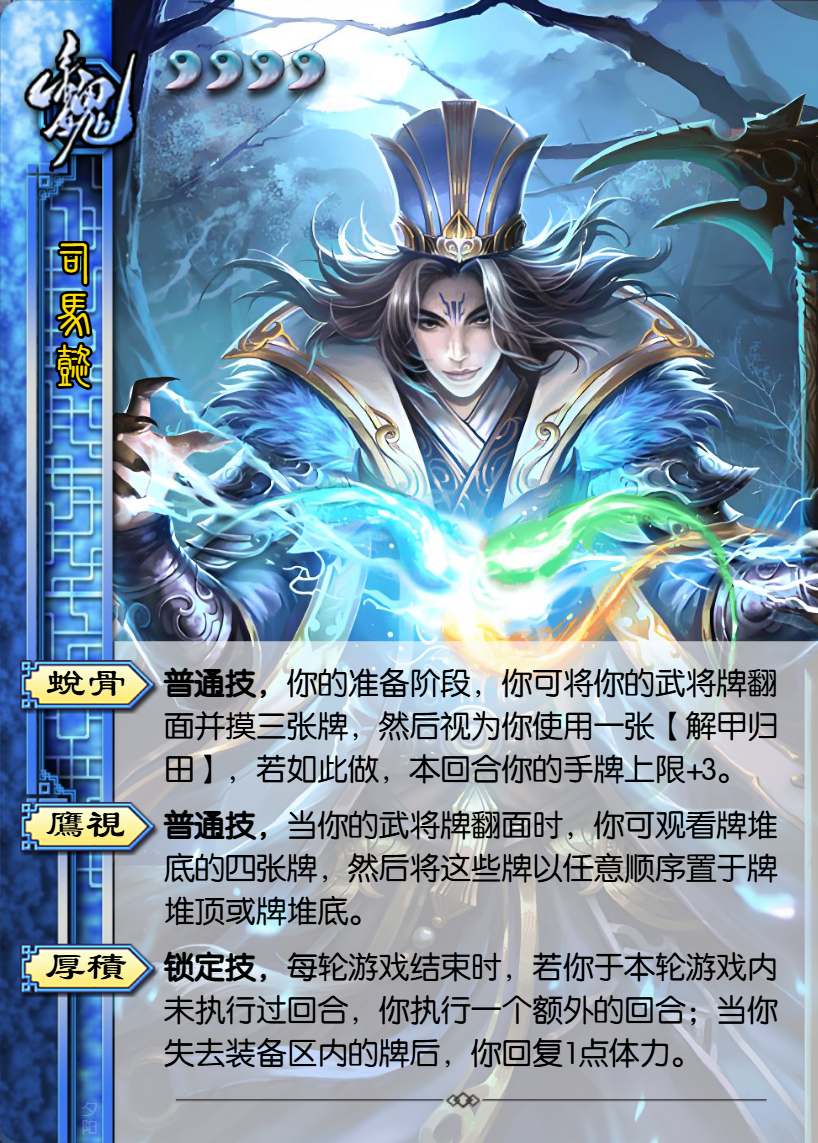 魏
司馬懿
蛻骨
普通技，你的准备阶段，你可将你的武将牌翻
面并摸三张牌，然后视为你使用一张【解甲归
田】，若如此做，本回合你的手牌上限+3。
鷹視
普通技，当你的武将牌翻面时，你可观看牌堆
底的四张牌，然后将这些牌以任意顺序置于牌
堆顶或牌堆底。
厚積
锁定技，每轮游戏结束时，若你于本轮游戏内
未执行过回合，你执行一个额外的回合；当你
失去装备区内的牌后，你回复1点体力。
夕阳